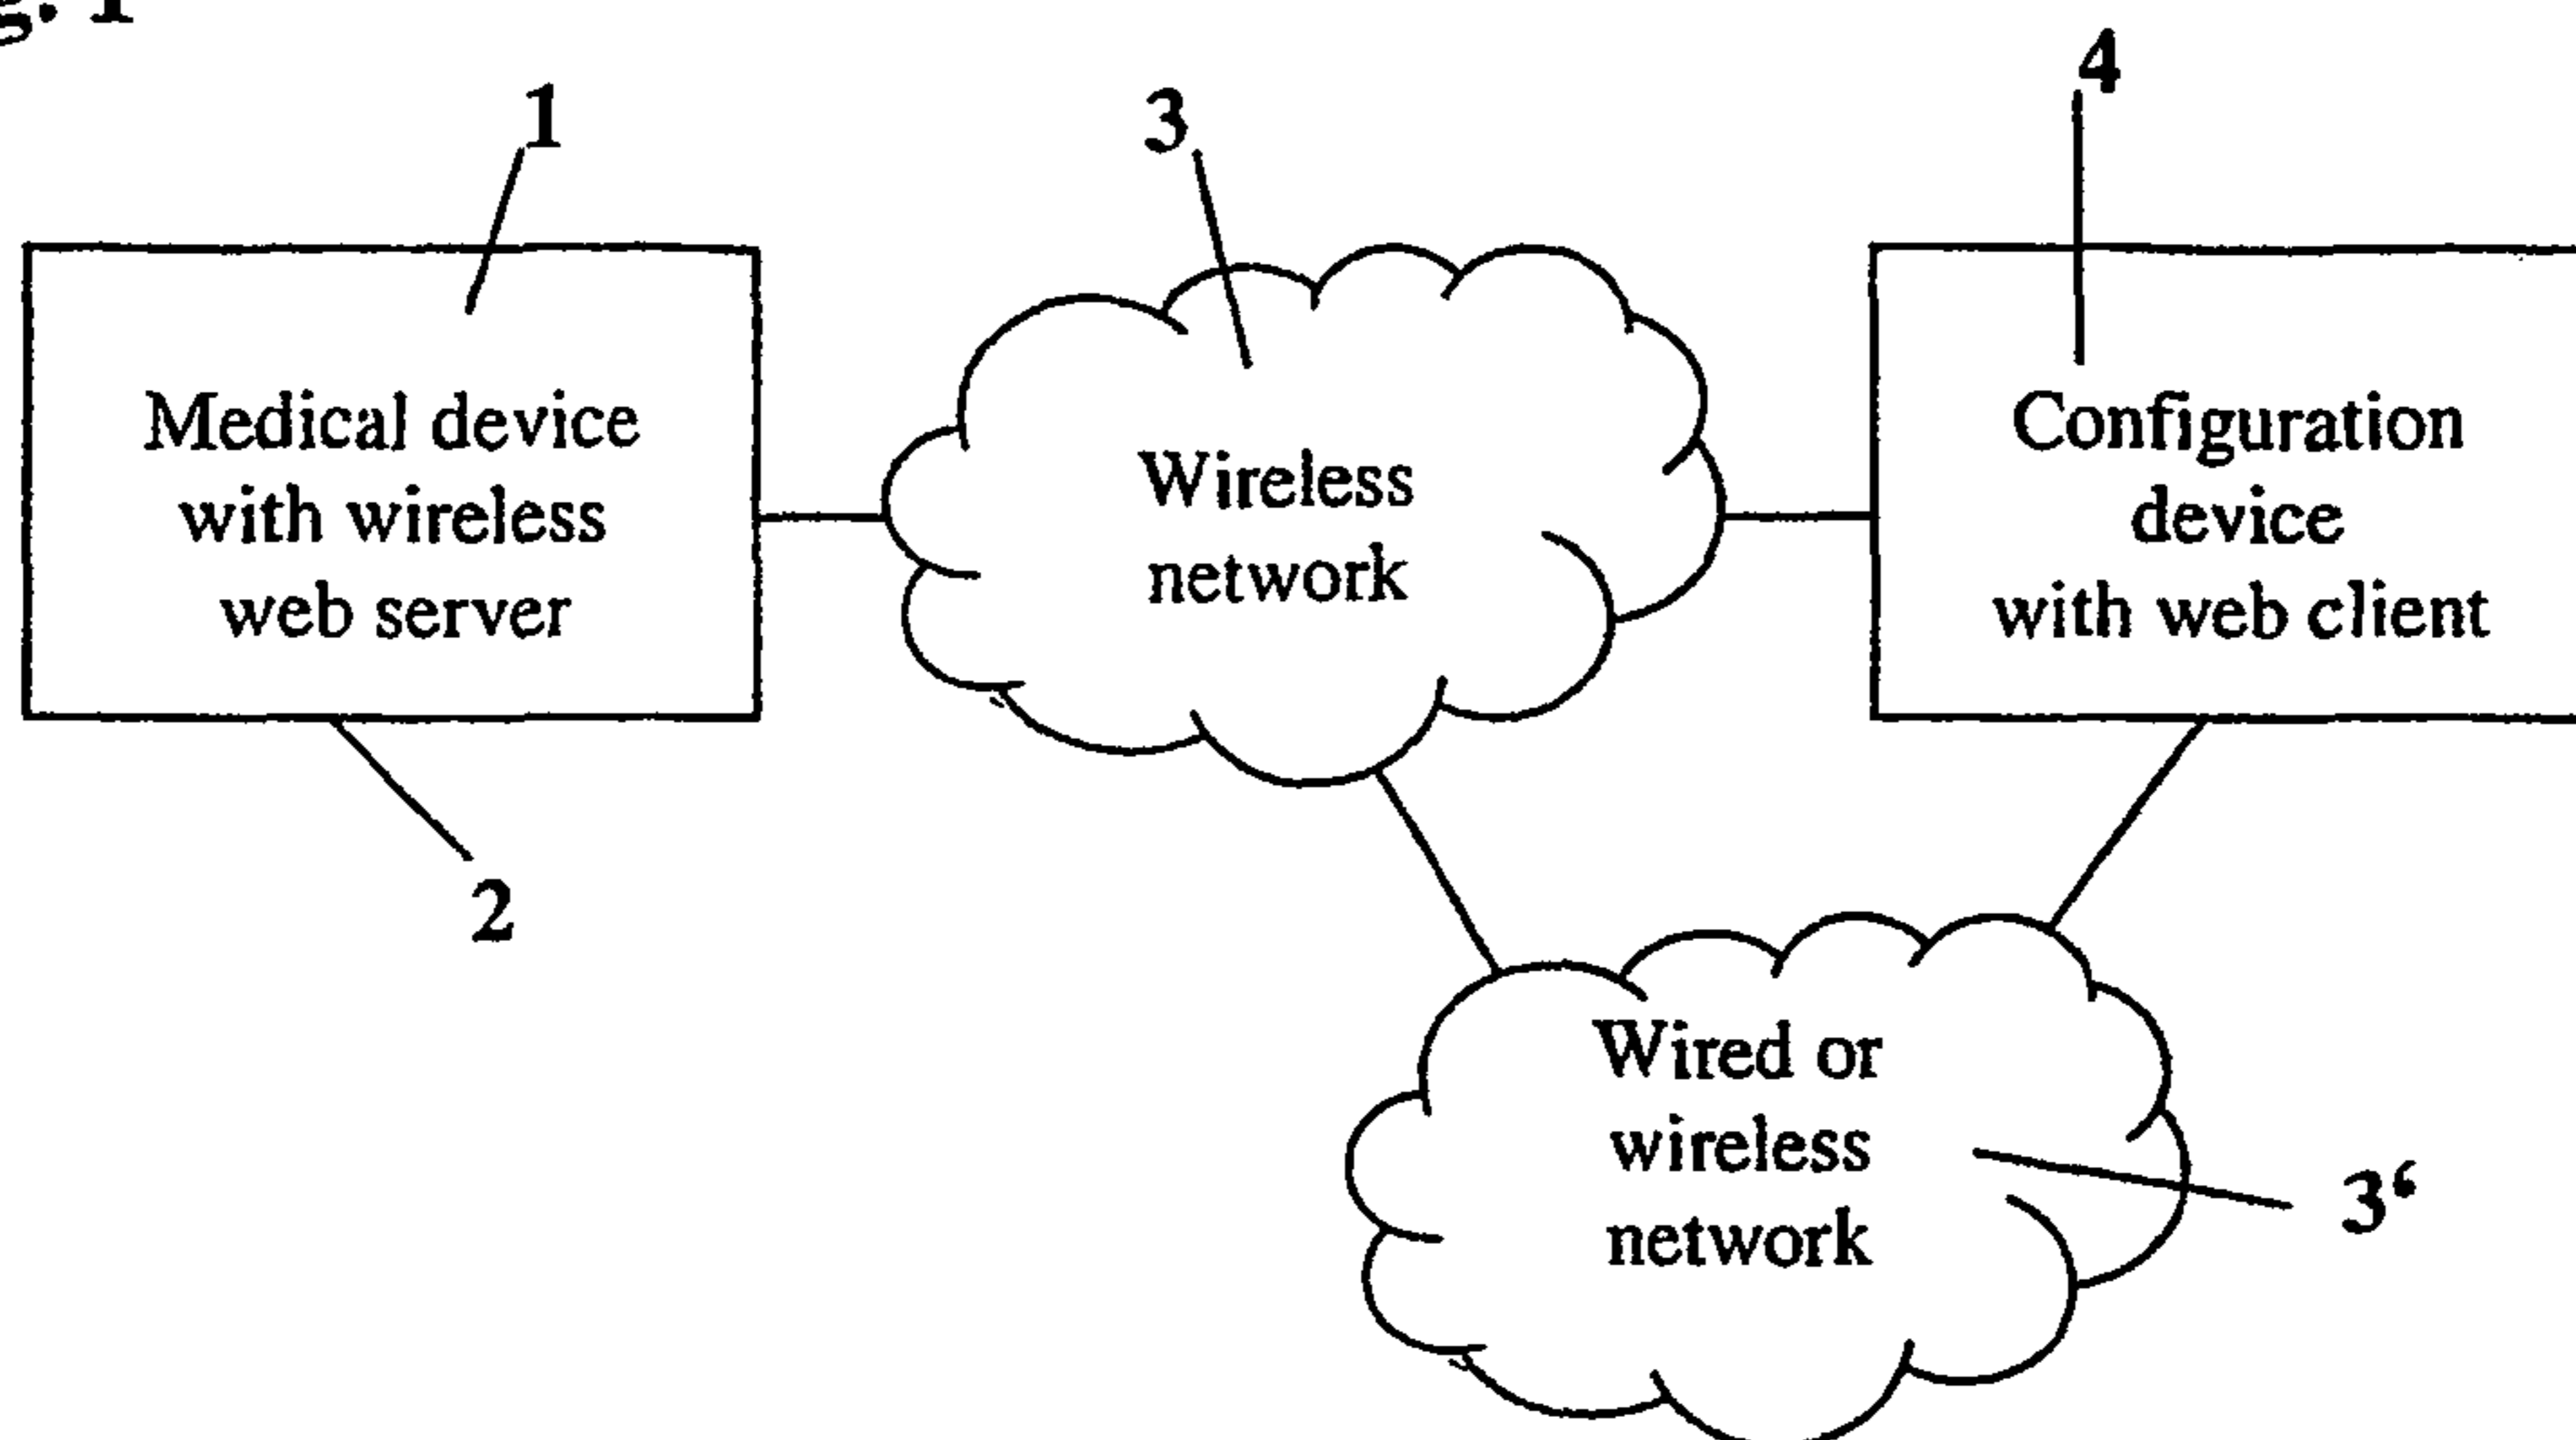 g. 1
1
3
4
Medical device
with wireless
web server
Wireless
network
Configuration
device
with web client
2
Wired or
wireless
network
3‘